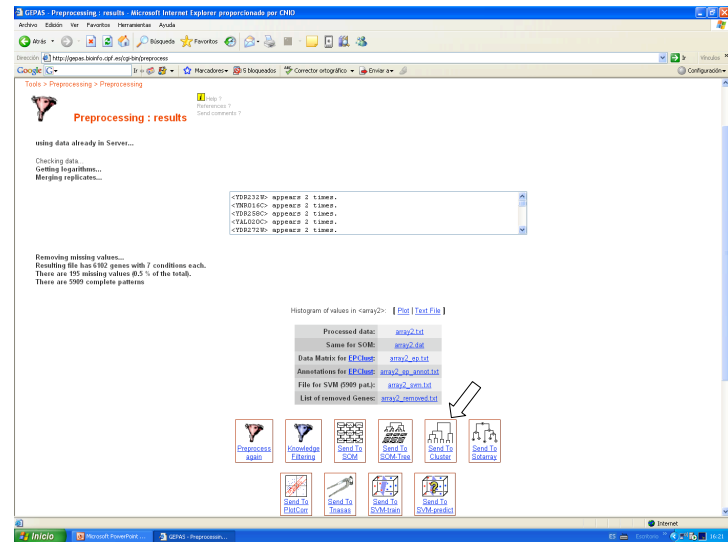 GEPAS - Preprocessing : results - Microsoft Internet Explorer proporcionado por CNIO
Archivo Edición Ver Favoritos Herramientas Ayuda
Atrás Búsqueda Favoritos
Dirección http://gepas.bioinfo.cipf.es/cgi-bin/preprocess Ir Vínculos
Google G Ir Marcadores 5 bloqueados Corrector ortográfico Enviar a Configuración
Tools > Preprocessing > Preprocessing
Help ?
References ?
Send comments ?
Preprocessing : results
using data already in Server...
Checking data...
Getting logarithms...
Merging replicates...
<YDR232W> appears 2 times.
<YNR016C> appears 2 times.
<YDR258C> appears 2 times.
<YAL020C> appears 2 times.
<YDR272W> appears 2 times.
Removing missing values...
Resulting file has 6102 genes with 7 conditions each.
There are 195 missing values (0.5 % of the total).
There are 5909 complete patterns
Histogram of values in <array2>: [ Plot | Text File ]
Processed data: array2.txt
Same for SOM: array2.dat
Data Matrix for EPClust: array2_ep.txt
Annotations for EPClust: array2_ep_annot.txt
File for SVM (5909 pat.): array2_svm.txt
List of removed Genes: array2_removed.txt
Preprocess again
Knowledge Filtering
Send To SOM
Send To SOM-Tree
Send To Cluster
Send To Sotarray
Send To PlotCorr
Send To Tnasas
Send To SVM-train
Send To SVM-predict
Internet
Inicio Microsoft PowerPoint ... GEPAS - Preprocessin... ES Escritorio 16:21